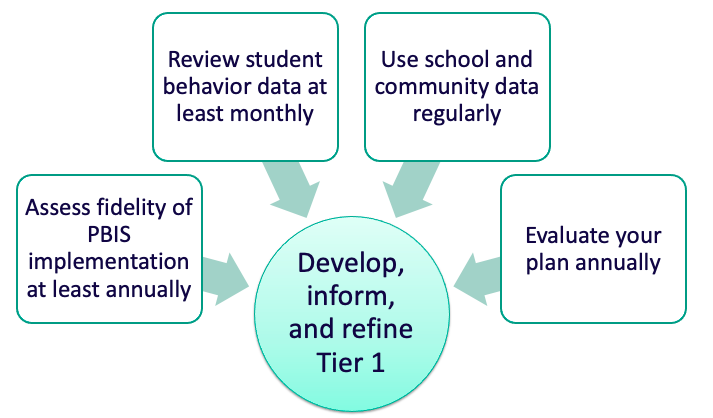 Review student
behavior data at
least monthly
Use school and
community data
regularly
Assess fidelity of
PBIS
implementation
at least annually
Evaluate your
plan annually
Develop,
inform,
and refine
Tier 1